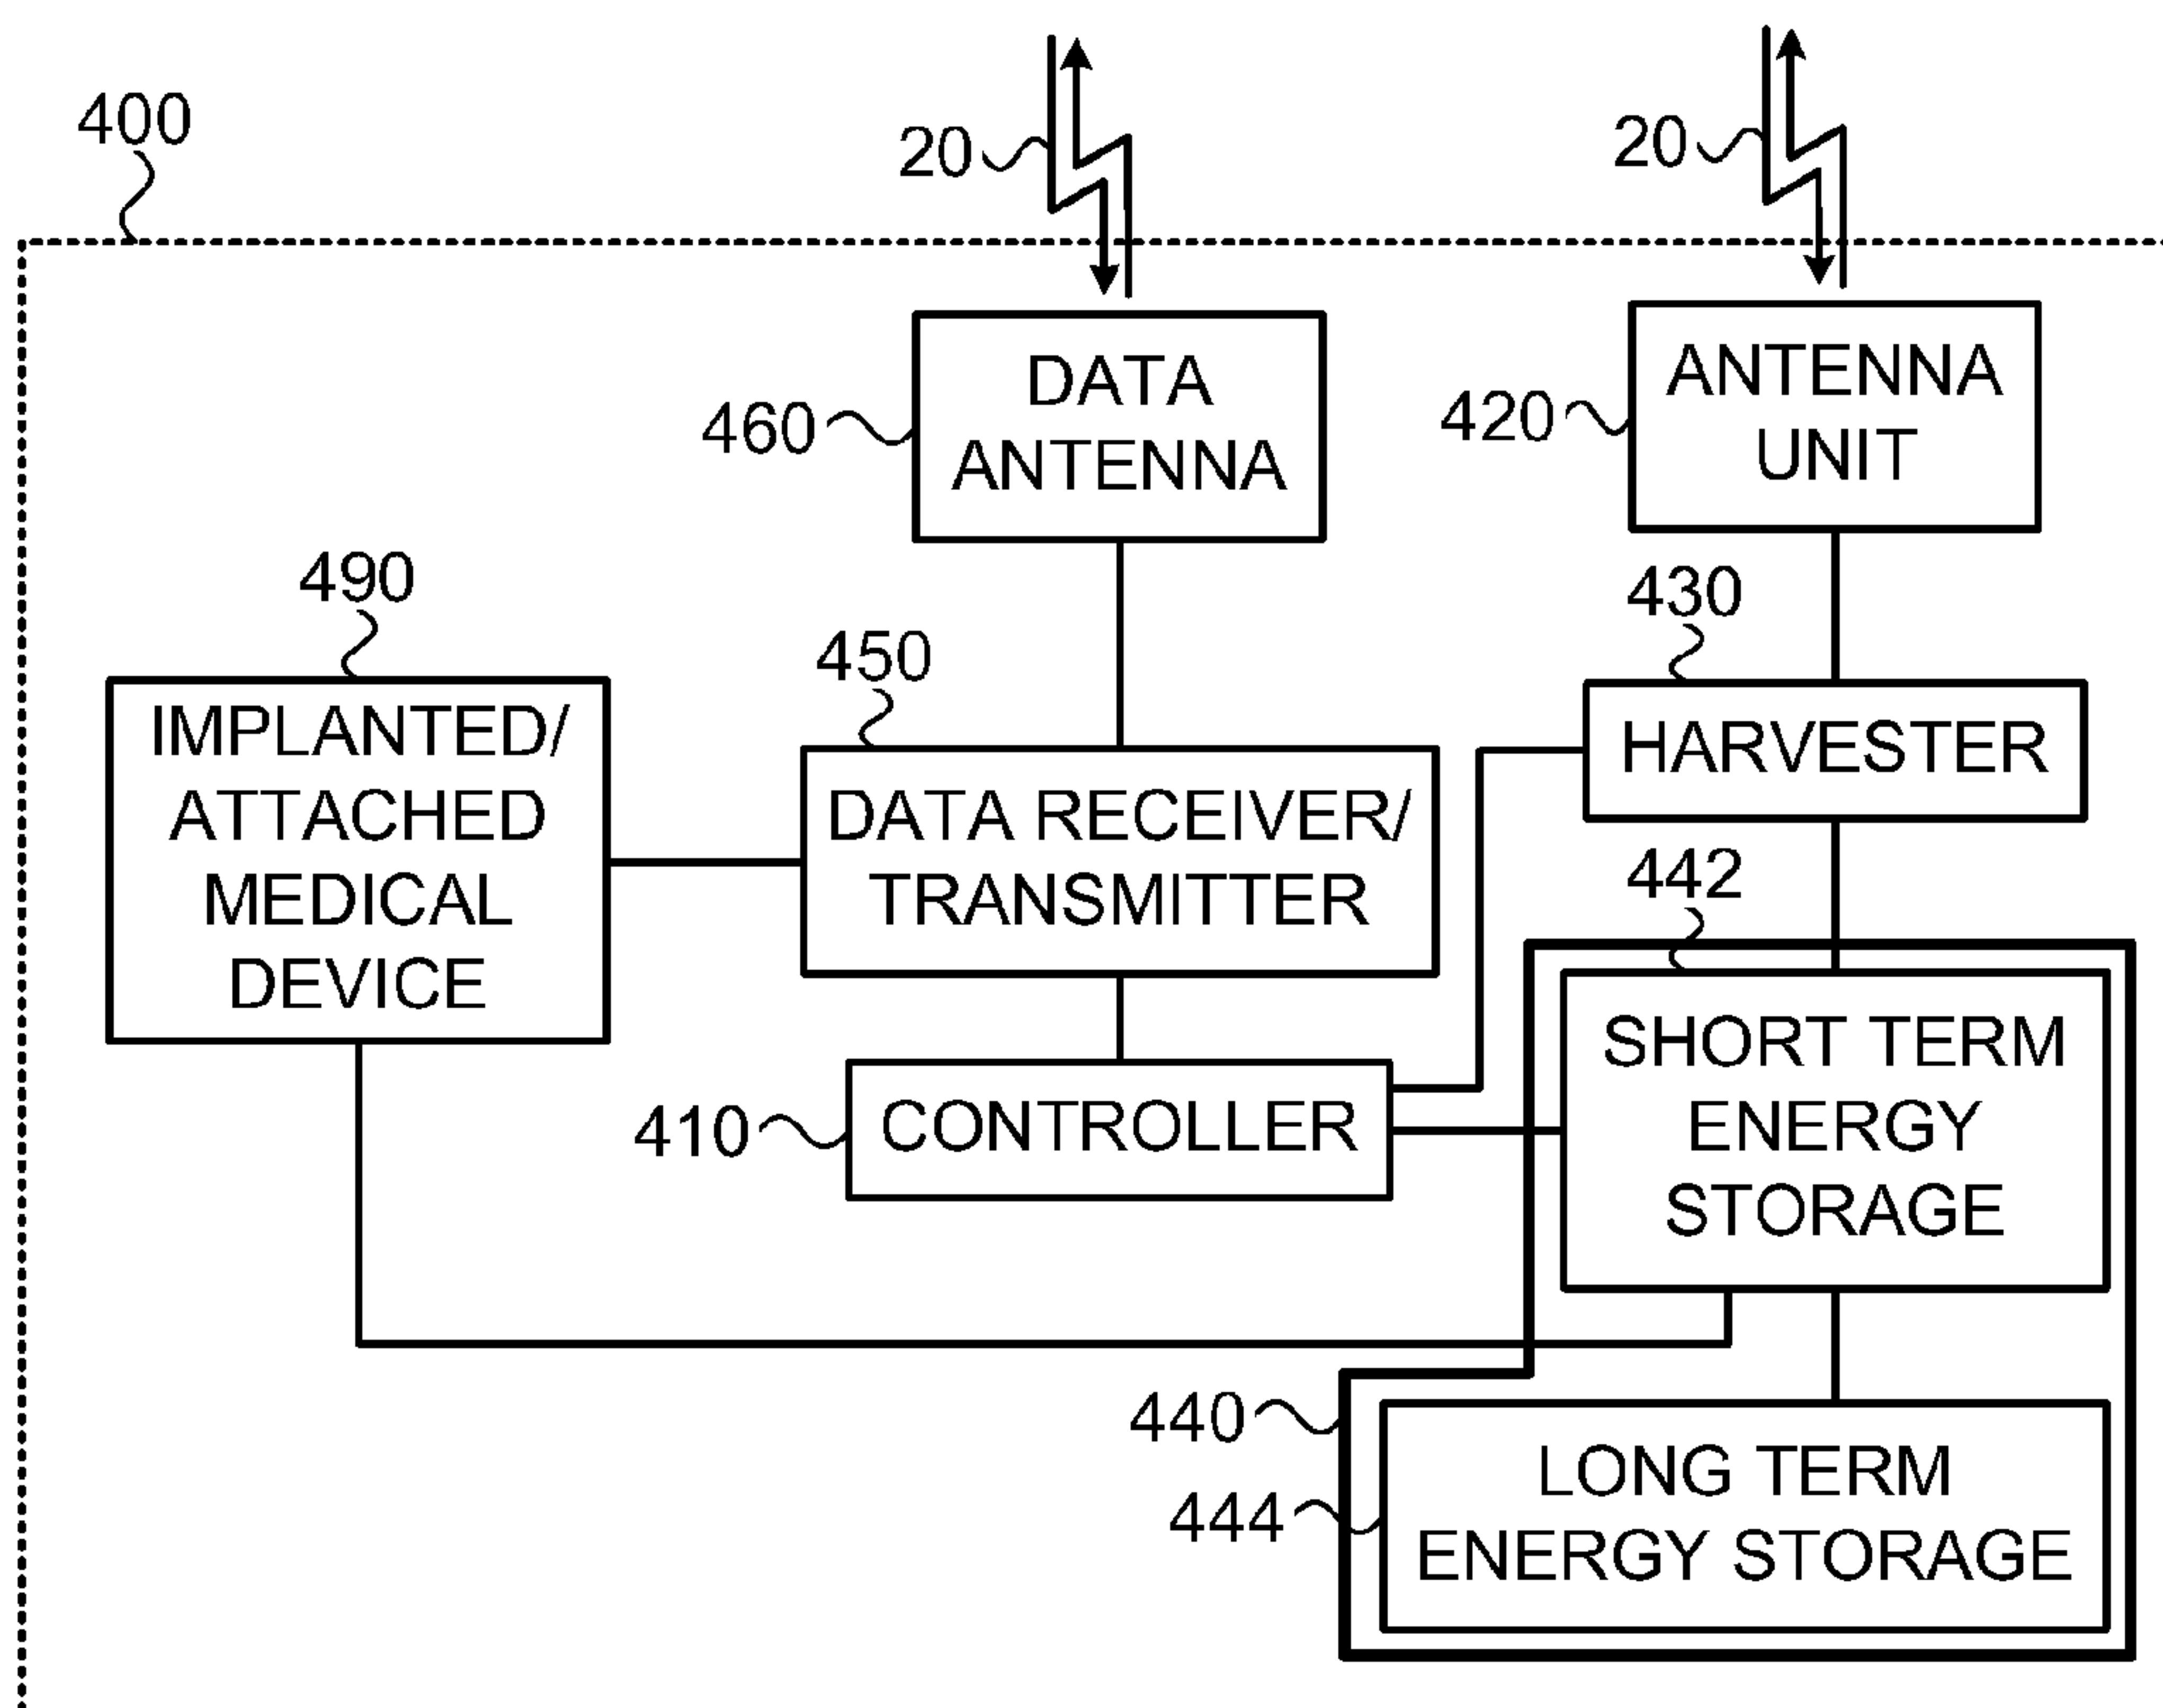 400
20
20
DATA
ANTENNA
460
ANTENNA
UNIT
420
490
450
430
IMPLANTED/
ATTACHED
MEDICAL
DEVICE
DATA RECEIVER/
TRANSMITTER
HARVESTER
442
410
CONTROLLER
SHORT TERM
ENERGY
STORAGE
440
444
LONG TERM
ENERGY STORAGE